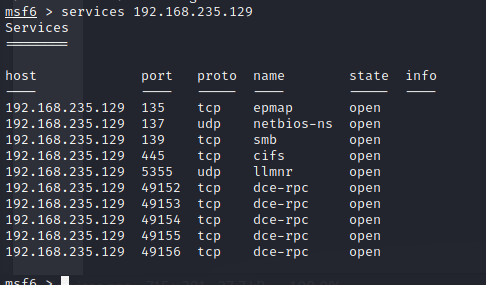 msf6 > services 192.168.235.129
Services
========
host port proto name state info
---- ---- ----- ---- ----- ----
192.168.235.129 135 tcp epmap open
192.168.235.129 137 udp netbios-ns open
192.168.235.129 139 tcp smb open
192.168.235.129 445 tcp cifs open
192.168.235.129 5355 udp llmnr open
192.168.235.129 49152 tcp dce-rpc open
192.168.235.129 49153 tcp dce-rpc open
192.168.235.129 49154 tcp dce-rpc open
192.168.235.129 49155 tcp dce-rpc open
192.168.235.129 49156 tcp dce-rpc open
msf6 >